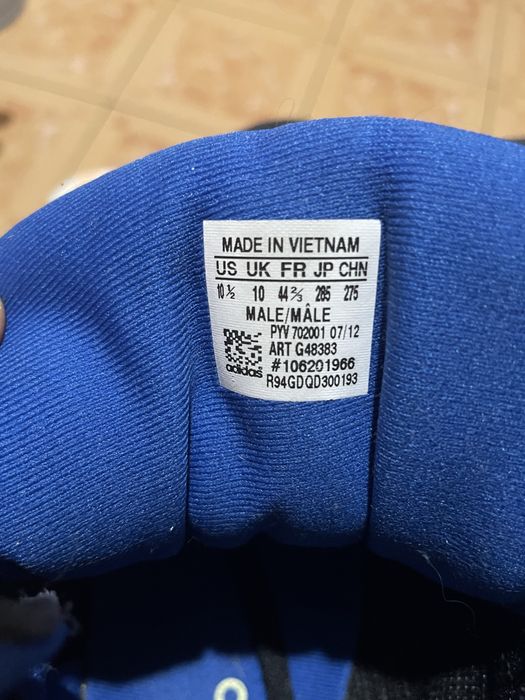 MADE IN VIETNAM
US UK FR JP CHN
10½ 10 44⅔ 285 275
MALE/MÂLE
PYV 702001 07/12
ART G48383
#106201966
adidas R94GDQD300193